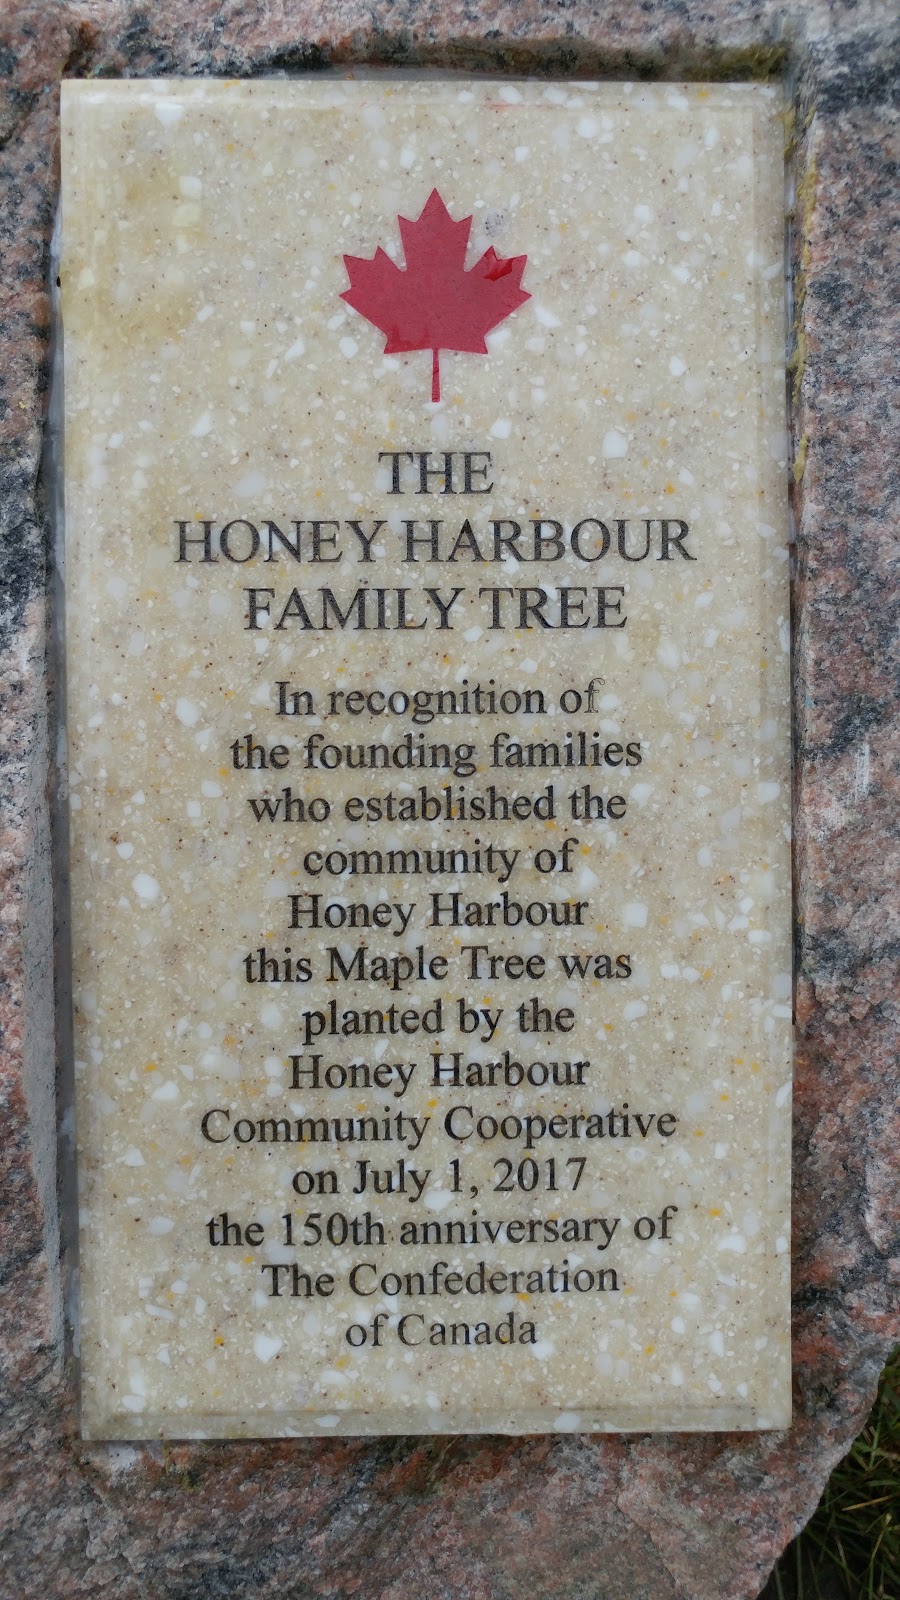 THE
HONEY HARBOUR
FAMILY TREE
In recognition of
the founding families
who established the
community of
Honey Harbour
this Maple Tree was
planted by the
Honey Harbour
Community Cooperative
on July 1, 2017
the 150th anniversary of
The Confederation
of Canada